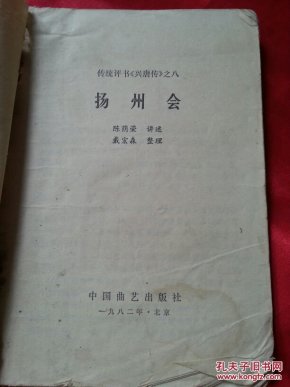 传统评书《兴唐传》之八
扬州会
陈荫荣 讲述
戴宏森 整理
中国曲艺出版社
一九八二年·北京
孔夫子旧书网